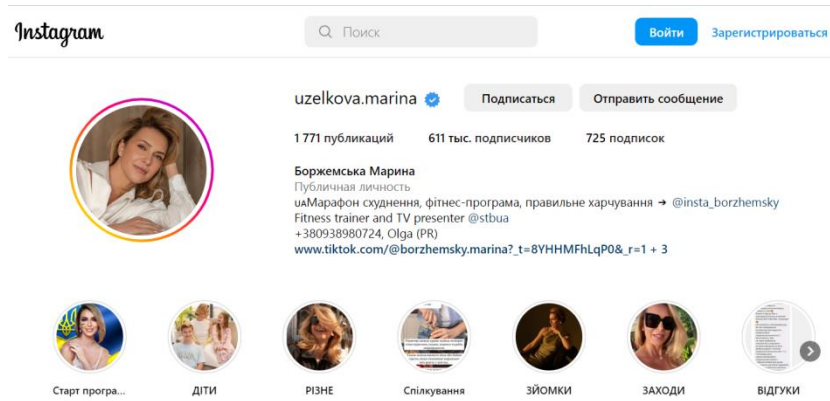 Instagram
Поиск
Войти
Зарегистрироваться
uzelkova.marina
Подписаться
Отправить сообщение
1 771 публикаций
611 тыс. подписчиков
725 подписок
Боржемська Марина
Публичная личность
UAМарафон схуднення, фітнес-програма, правильне харчування → @insta_borzhemsky
Fitness trainer and TV presenter @stbua
+380938980724, Olga (PR)
www.tiktok.com/@borzhemsky.marina?_t=8YHHMFhLqP0&_r=1 + 3
Старт програ...
ДІТИ
РІЗНЕ
Спілкування
ЗЙОМКИ
ЗАХОДИ
ВІДГУКИ